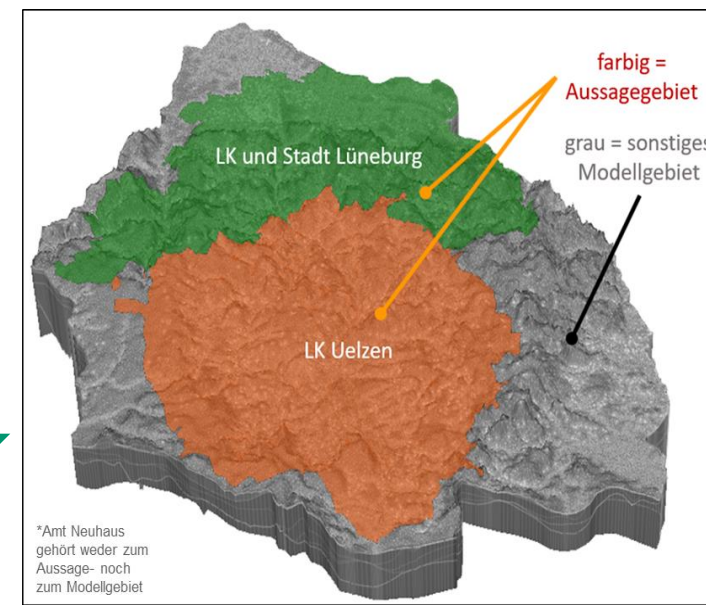 farbig =
Aussagegebiet
LK und Stadt Lüneburg
grau = sonstiges
Modellgebiet
LK Uelzen
*Amt Neuhaus
gehört weder zum
Aussage- noch
zum Modellgebiet